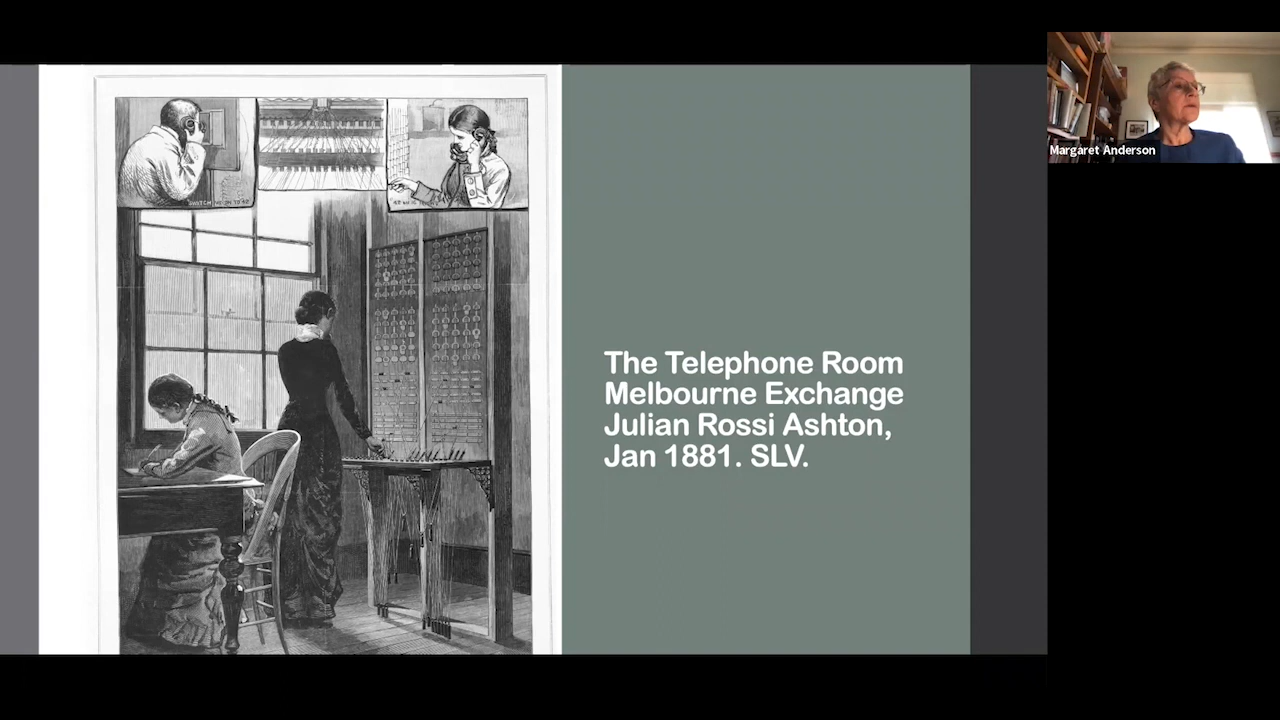 The Telephone Room
Melbourne Exchange
Julian Rossi Ashton,
Jan 1881. SLV.
Margaret Anderson